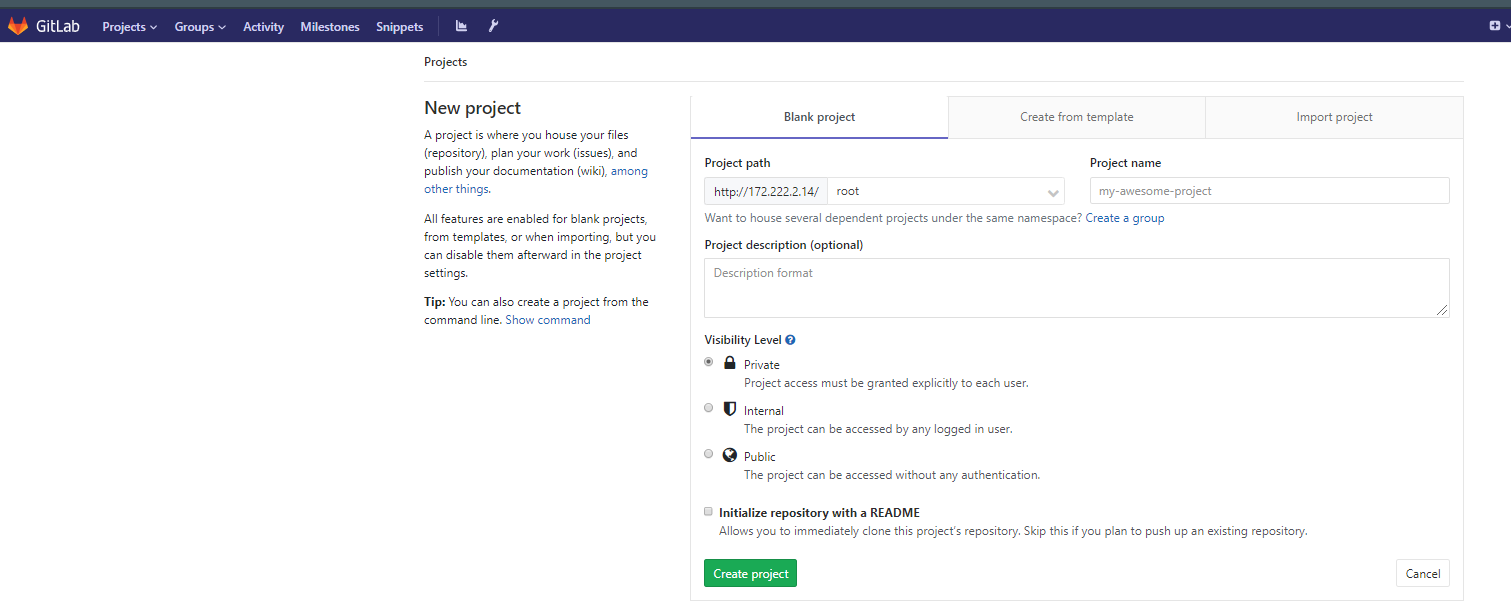 GitLab Projects Groups Activity Milestones Snippets
Projects
New project
A project is where you house your files
(repository), plan your work (issues), and
publish your documentation (wiki), among
other things.
All features are enabled for blank projects,
from templates, or when importing, but you
can disable them afterward in the project
settings.
Tip: You can also create a project from the
command line. Show command
Blank project Create from template Import project
Project path Project name
http://172.222.2.14/ root my-awesome-project
Want to house several dependent projects under the same namespace? Create a group
Project description (optional)
Description format
Visibility Level ?
Private
Project access must be granted explicitly to each user.
Internal
The project can be accessed by any logged in user.
Public
The project can be accessed without any authentication.
Initialize repository with a README
Allows you to immediately clone this project's repository. Skip this if you plan to push up an existing repository.
Create project Cancel